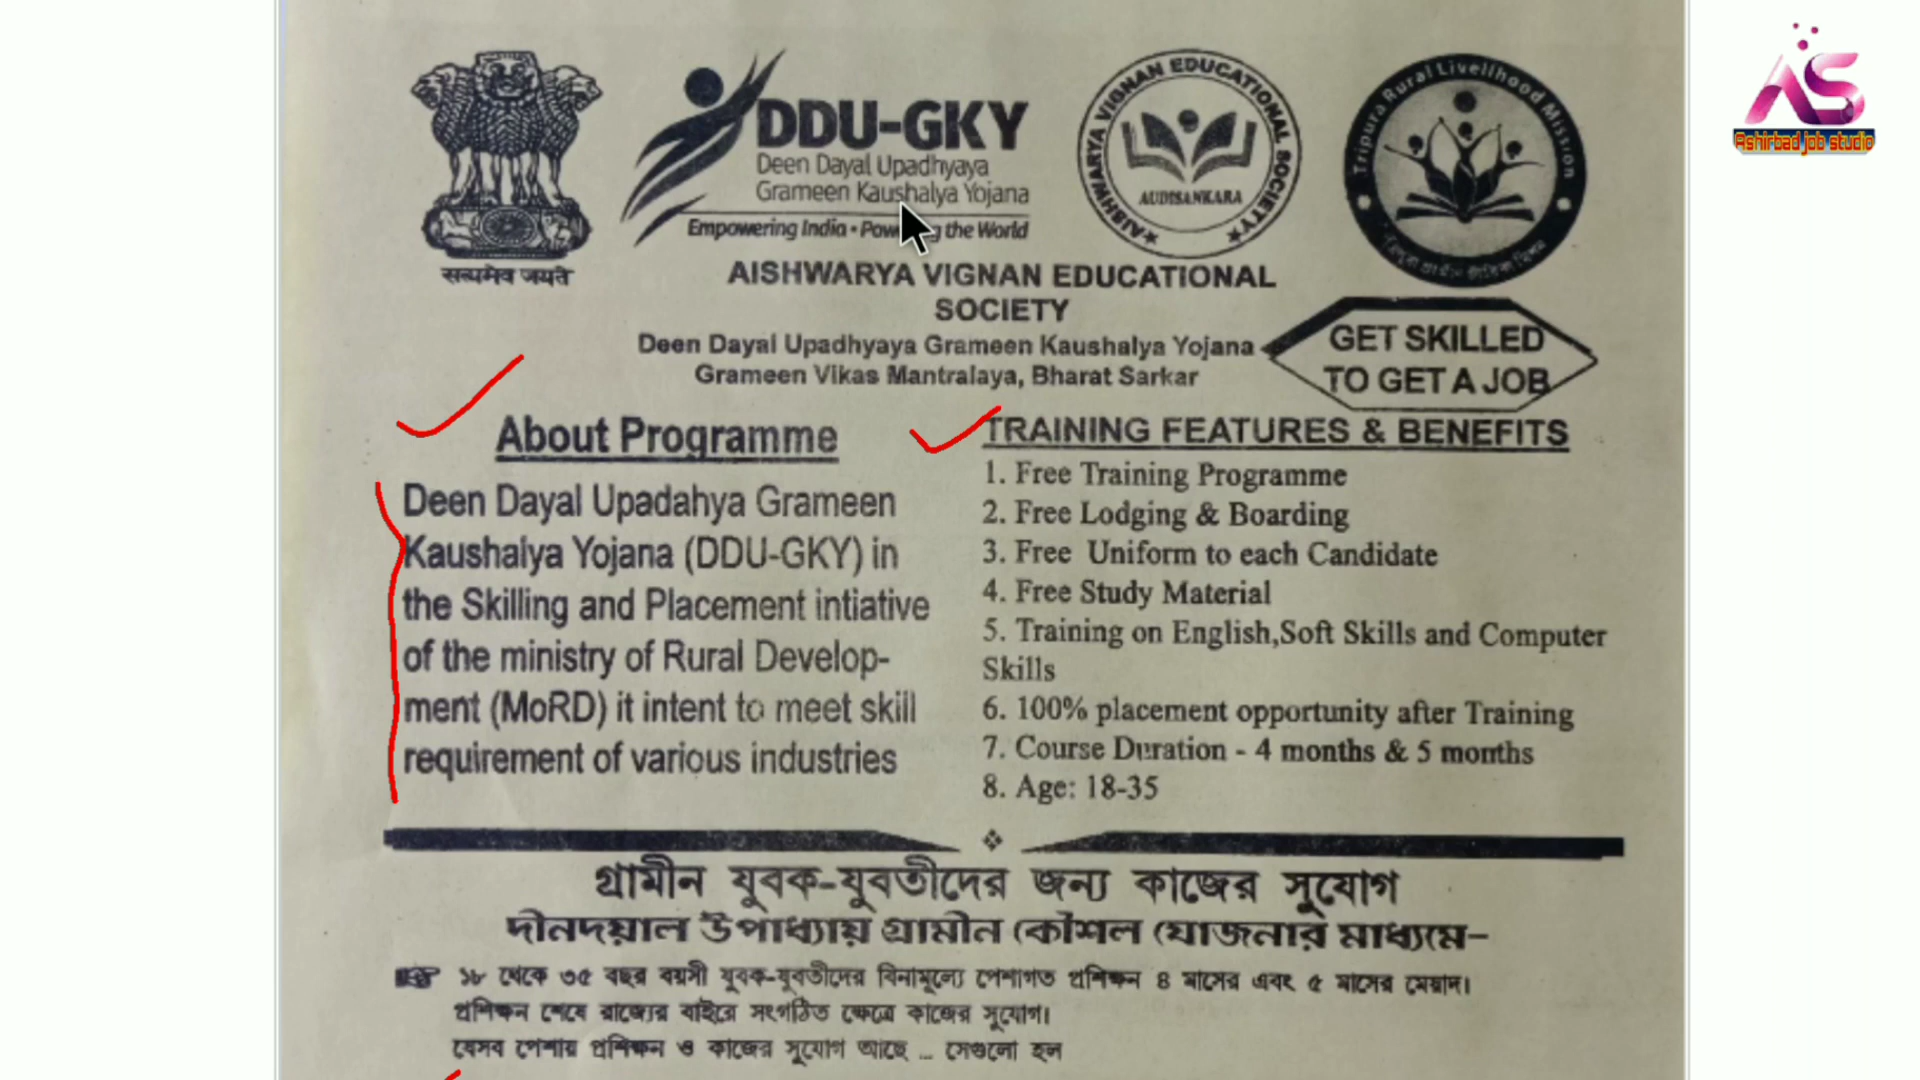 सत्यमेव जयते
DDU-GKY
Deen Dayal Upadhyaya
Grameen Kaushalya Yojana
Empowering India • the World
AISHWARYA VIGNAN EDUCATIONAL SOCIETY
AUDISANKARA
Tripura Rural Livelihood Mission
AS
Ashirbad job studio
AISHWARYA VIGNAN EDUCATIONAL
SOCIETY
Deen Dayal Upadhyaya Grameen Kaushalya Yojana
Grameen Vikas Mantralaya, Bharat Sarkar
GET SKILLED
TO GET A JOB
About Programme
Deen Dayal Upadahya Grameen
Kaushalya Yojana (DDU-GKY) in
the Skilling and Placement intiative
of the ministry of Rural Develop-
ment (MoRD) it intent to meet skill
requirement of various industries
TRAINING FEATURES & BENEFITS
1. Free Training Programme
2. Free Lodging & Boarding
3. Free Uniform to each Candidate
4. Free Study Material
5. Training on English,Soft Skills and Computer
Skills
6. 100% placement opportunity after Training
7. Course Duration - 4 months & 5 months
8. Age: 18-35
গ্রামীন যুবক-যুবতীদের জন্য কাজের সুযোগ
দীনদয়াল উপাধ্যায় গ্রামীন কৌশল যোজনার মাধ্যমে-
১৮ থেকে ৩৫ বছর বয়সী যুবক-যুবতীদের বিনামূল্যে পেশাগত প্রশিক্ষন ৪ মাসের এবং ৫ মাসের মেয়াদ।
প্রশিক্ষন শেষে রাজ্যের বাইরে সংগঠিত ক্ষেত্রে কাজের সুযোগ।
যেসব পেশায় প্রশিক্ষন ও কাজের সুযোগ আছে ... সেগুলো হল